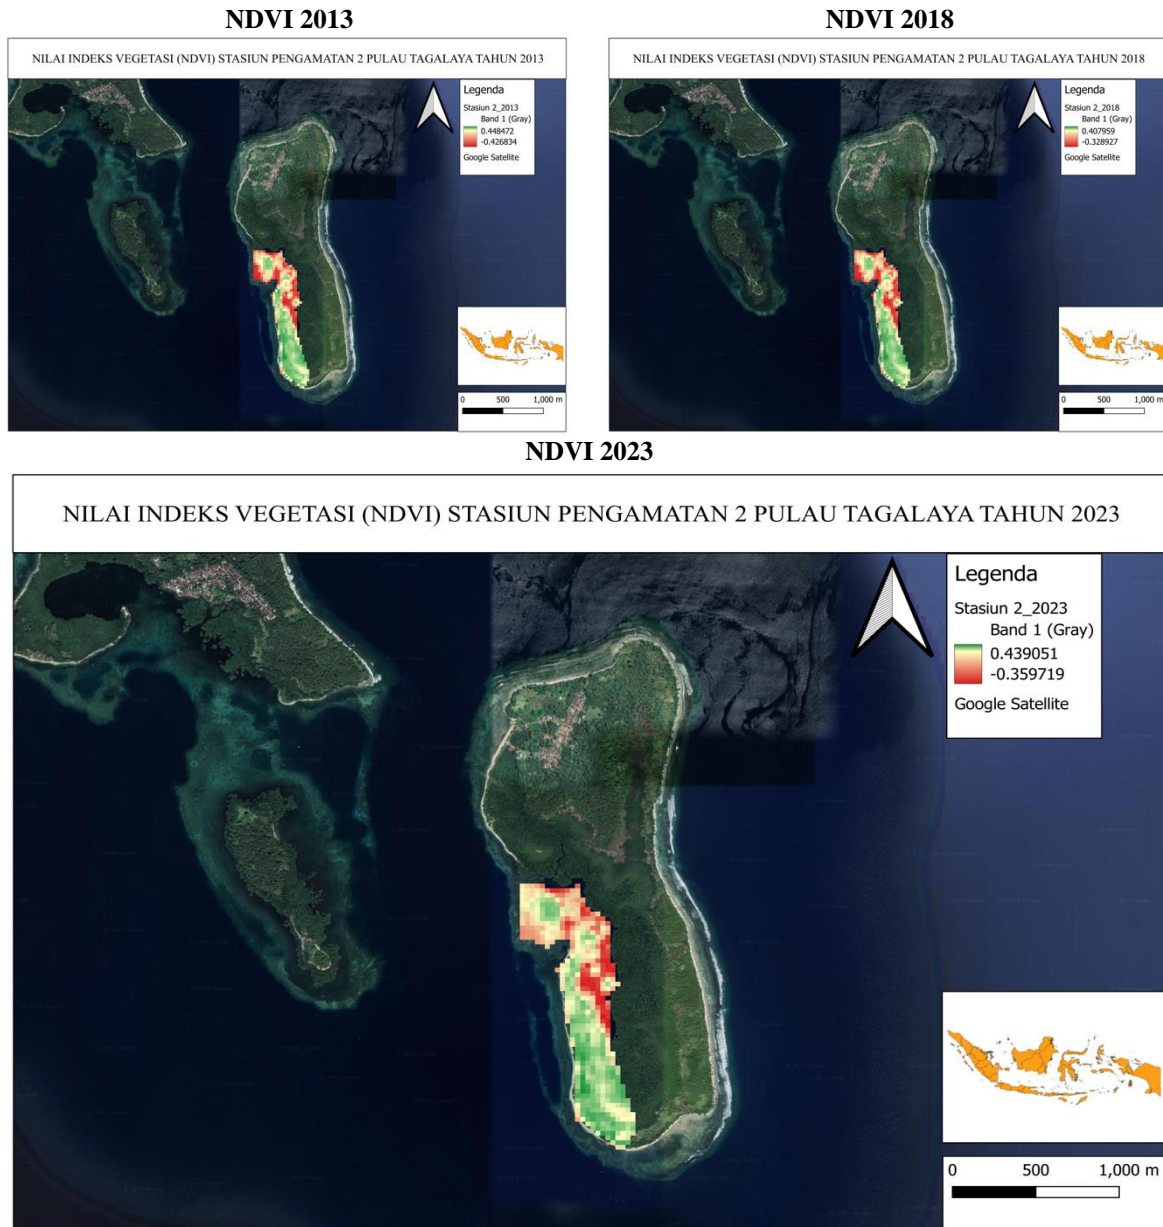 NDVI 2013
NILAI INDEKS VEGETASI (NDVI) STASIUN PENGAMATAN 2 PULAU TAGALAYA TAHUN 2013
Legenda
Stasiun 2_2013
Band 1 (Gray)
0.448472
-0.426834
Google Satellite
0 500 1,000 m
NDVI 2018
NILAI INDEKS VEGETASI (NDVI) STASIUN PENGAMATAN 2 PULAU TAGALAYA TAHUN 2018
Legenda
Stasiun 2_2018
Band 1 (Gray)
0.407959
-0.328927
Google Satellite
0 500 1,000 m
NDVI 2023
NILAI INDEKS VEGETASI (NDVI) STASIUN PENGAMATAN 2 PULAU TAGALAYA TAHUN 2023
Legenda
Stasiun 2_2023
Band 1 (Gray)
0.439051
-0.359719
Google Satellite
0 500 1,000 m